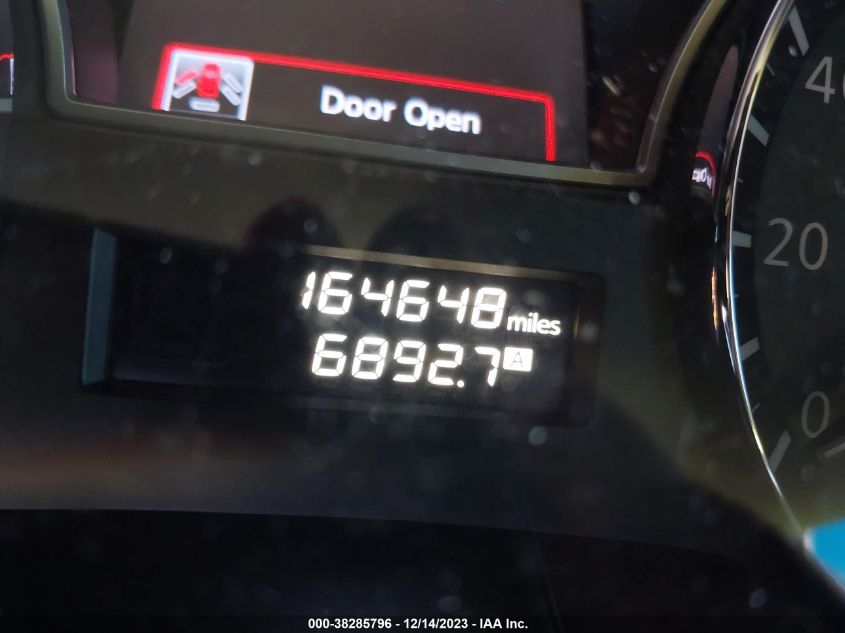 Door Open
40
20
0
164648 miles
6892.7 A
000-38285796 - 12/14/2023 - IAA Inc.